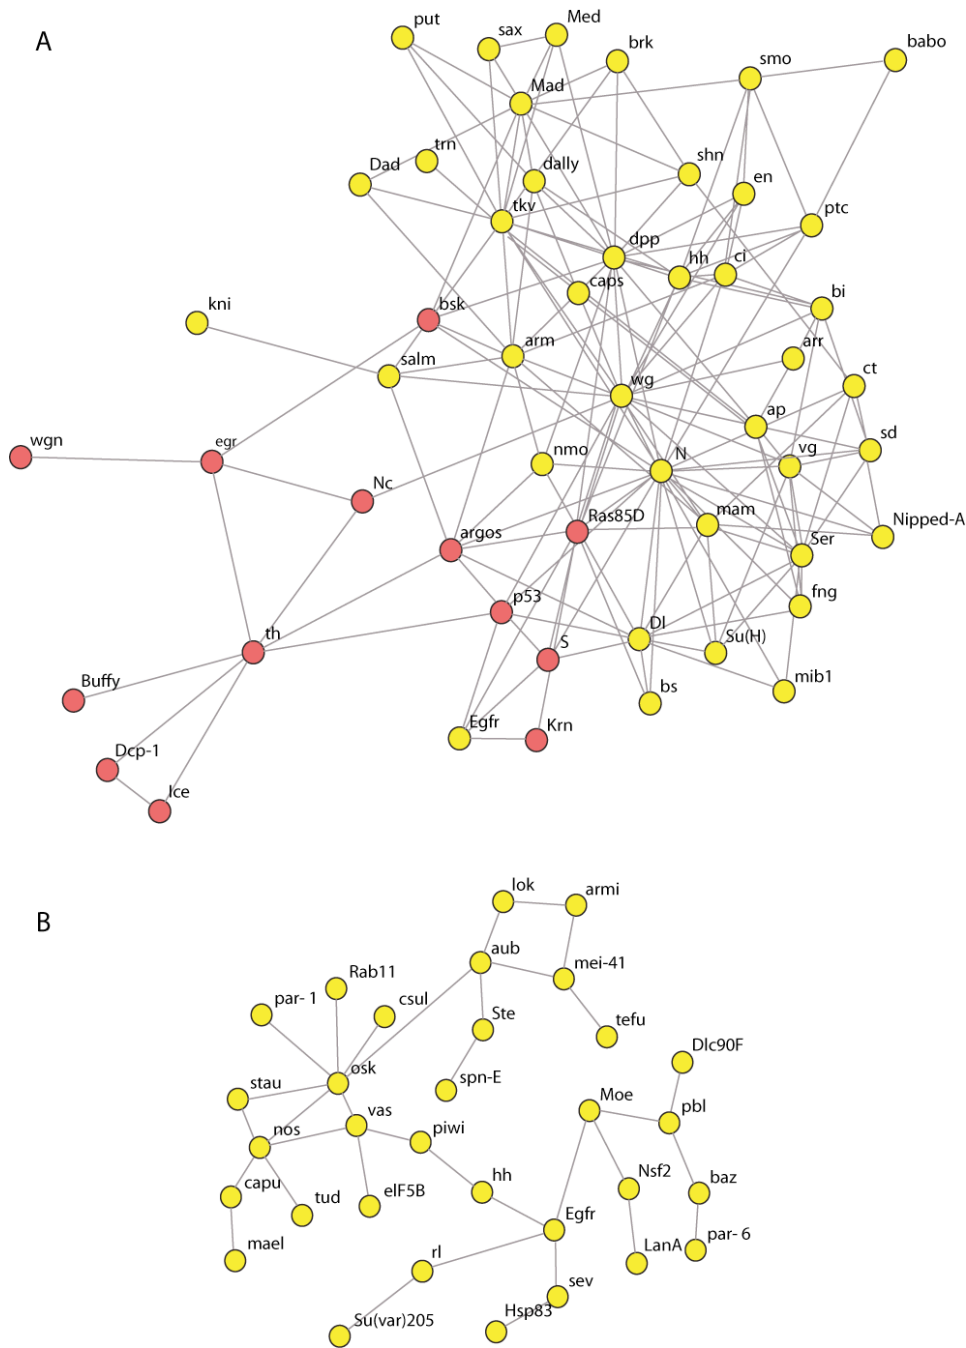 A
put
sax
Med
brk
smo
babo
Mad
trn
Dad
dally
shn
en
tkv
ptc
dpp
hh
ci
caps
bi
kni
bsk
arr
salm
arm
wg
ct
ap
wgn
egr
Nc
nmo
N
vg
sd
Ras85D
mam
Nipped-A
argos
Ser
p53
fng
th
S
Dl
Su(H)
Buffy
bs
mib1
Egfr
Krn
Dcp-1
Ice
B
lok
armi
aub
mei-41
Rab11
par- 1
csul
Ste
tefu
Dlc90F
osk
spn-E
stau
Moe
pbl
vas
nos
piwi
capu
hh
Nsf2
baz
tud
eIF5B
Egfr
mael
rl
LanA
par- 6
sev
Su(var)205
Hsp83